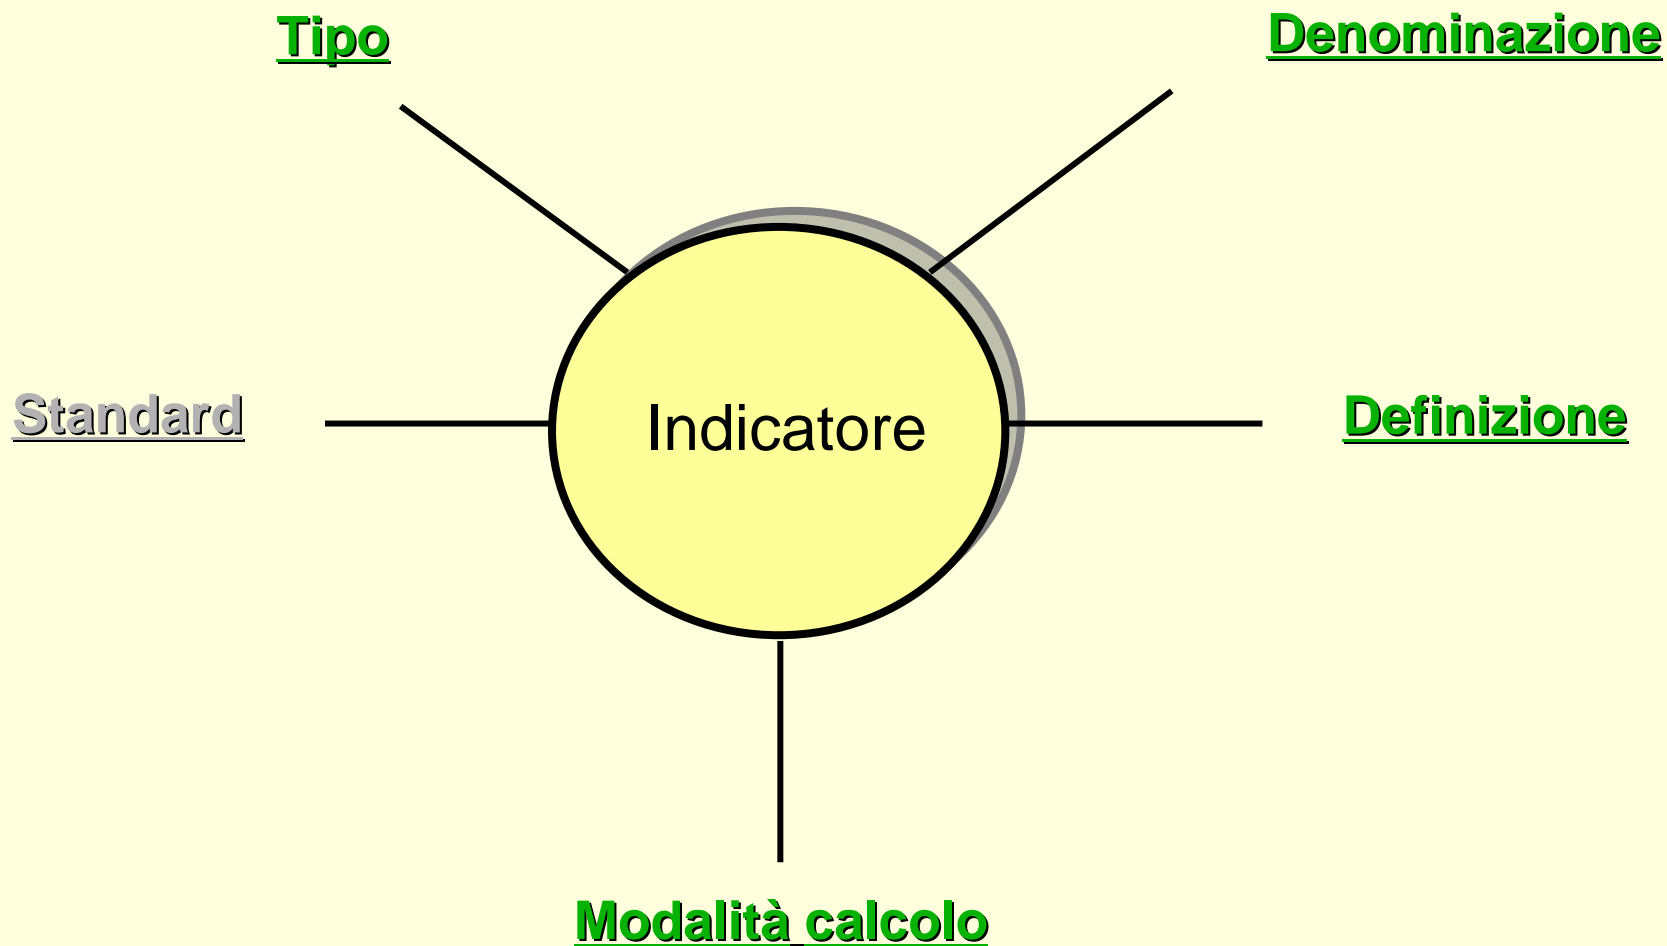 Tipo
Denominazione
Standard
Indicatore
Definizione
Modalità calcolo